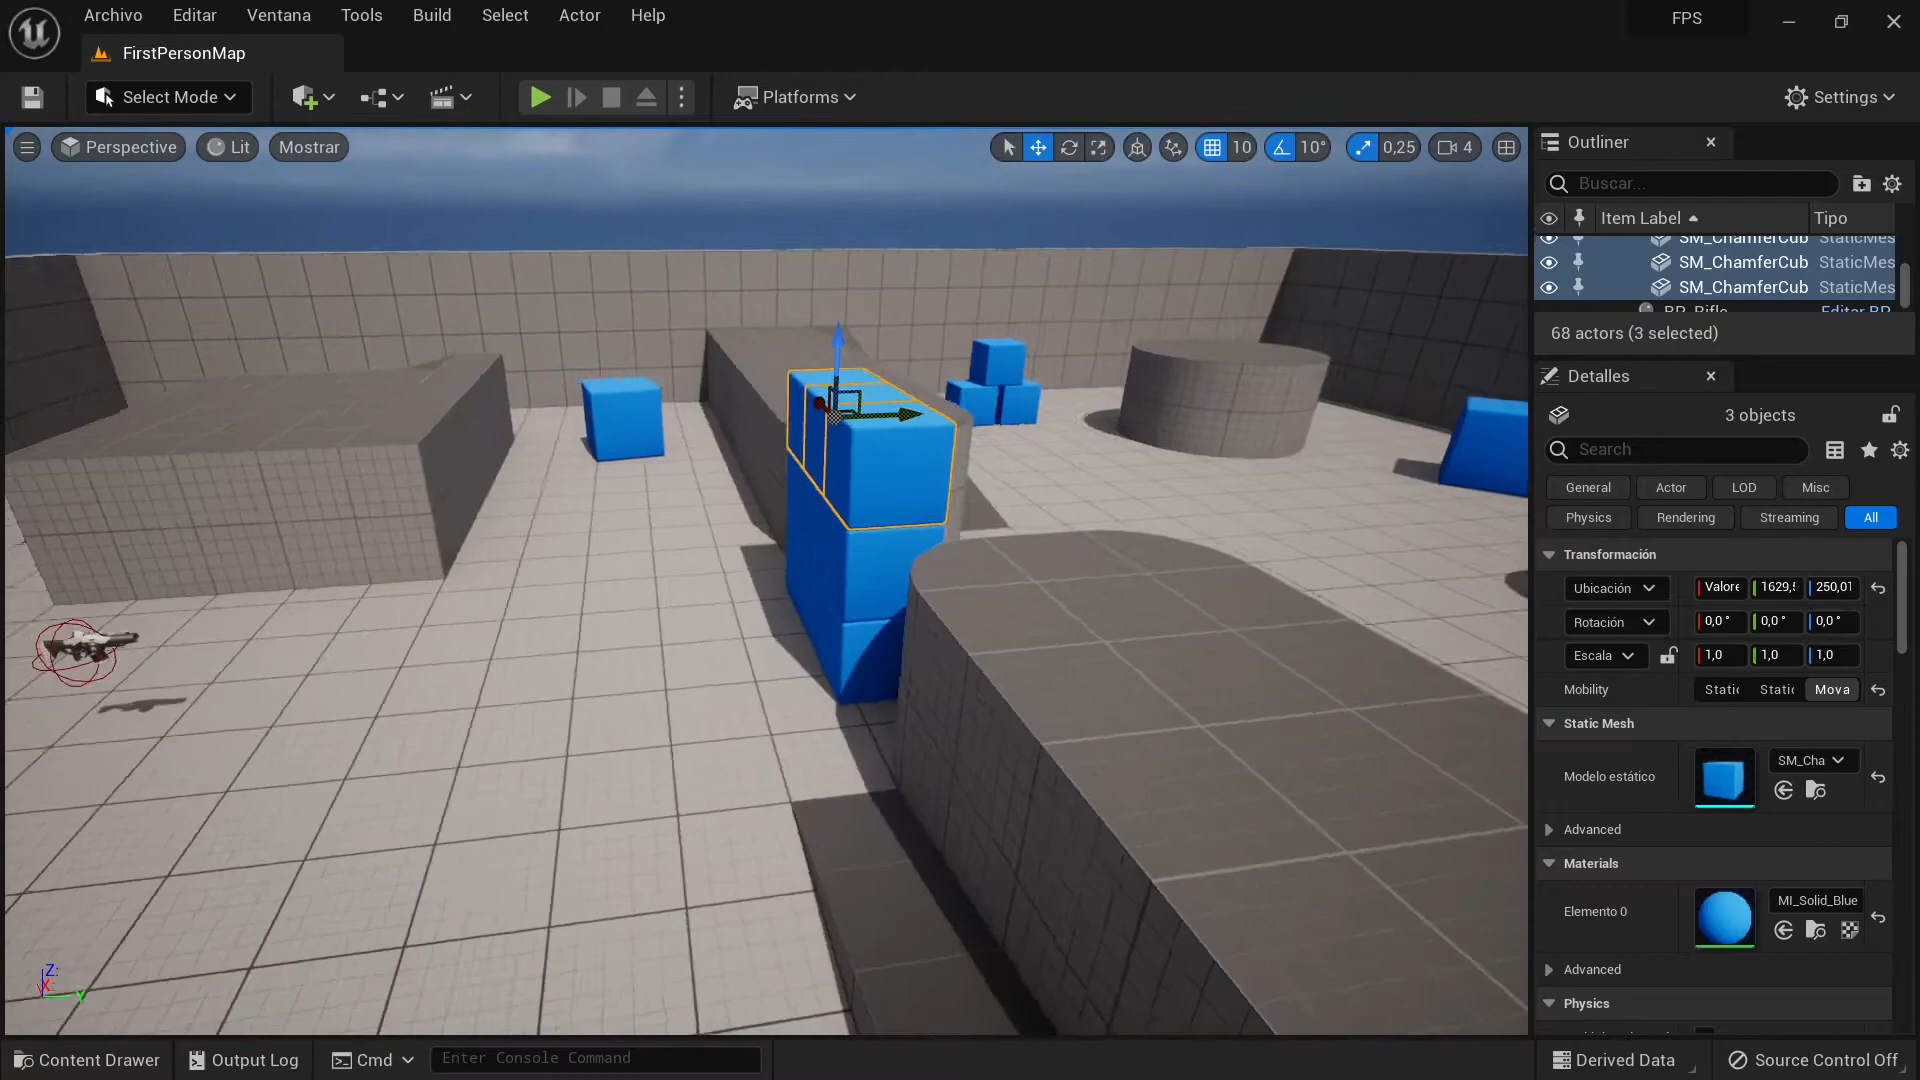 Archivo Editar Ventana Tools Build Select Actor Help
FPS
FirstPersonMap
Select Mode
Platforms
Settings
Perspective Lit Mostrar
10 10° 0,25 4
Outliner
Buscar...
Item Label Tipo
SM_ChamferCub StaticMes
SM_ChamferCub StaticMes
SM_ChamferCub StaticMes
BP_Rifle Editar BP
68 actors (3 selected)
Detalles
3 objects
Search
General Actor LOD Misc
Physics Rendering Streaming All
Transformación
Ubicación Valore 1629,5 250,01
Rotación 0,0 ° 0,0 ° 0,0 °
Escala 1,0 1,0 1,0
Mobility Static Static Mova
Static Mesh
Modelo estático SM_Cha
Advanced
Materials
Elemento 0 MI_Solid_Blue
Advanced
Physics
Z
X
Y
Content Drawer Output Log Cmd Enter Console Command
Derived Data Source Control Off